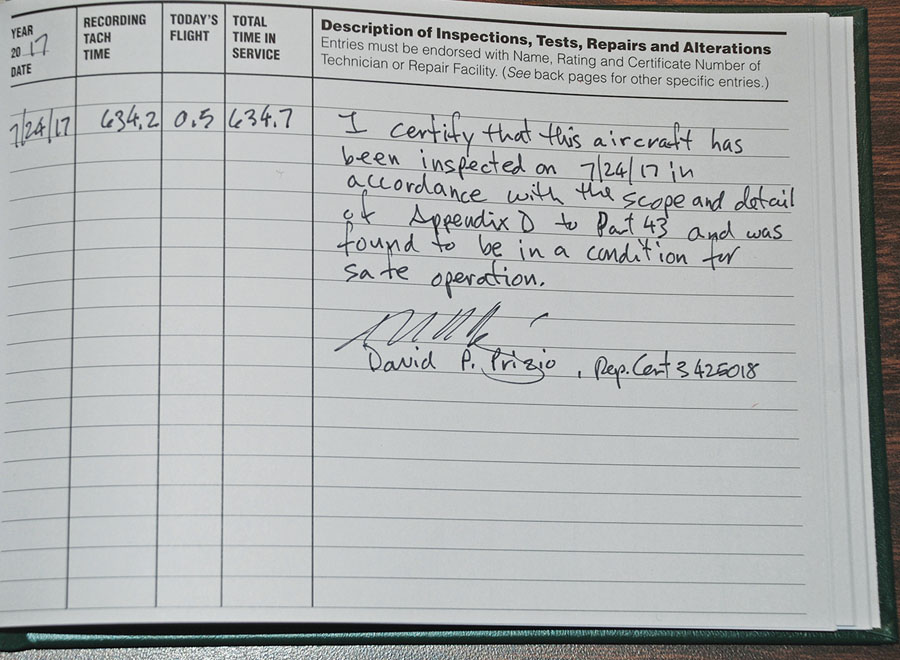 YEAR
2017
DATE
RECORDING
TACH
TIME
TODAY'S
FLIGHT
TOTAL
TIME IN
SERVICE
Description of Inspections, Tests, Repairs and Alterations
Entries must be endorsed with Name, Rating and Certificate Number of
Technician or Repair Facility. (See back pages for other specific entries.)
7/24/17 634.2 0.5 634.7
I certify that this aircraft has
been inspected on 7/24/17 in
accordance with the scope and detail
of Appendix D to Part 43 and was
found to be in a condition for
safe operation.
David P. Prizio, Rep. Cert 3425018